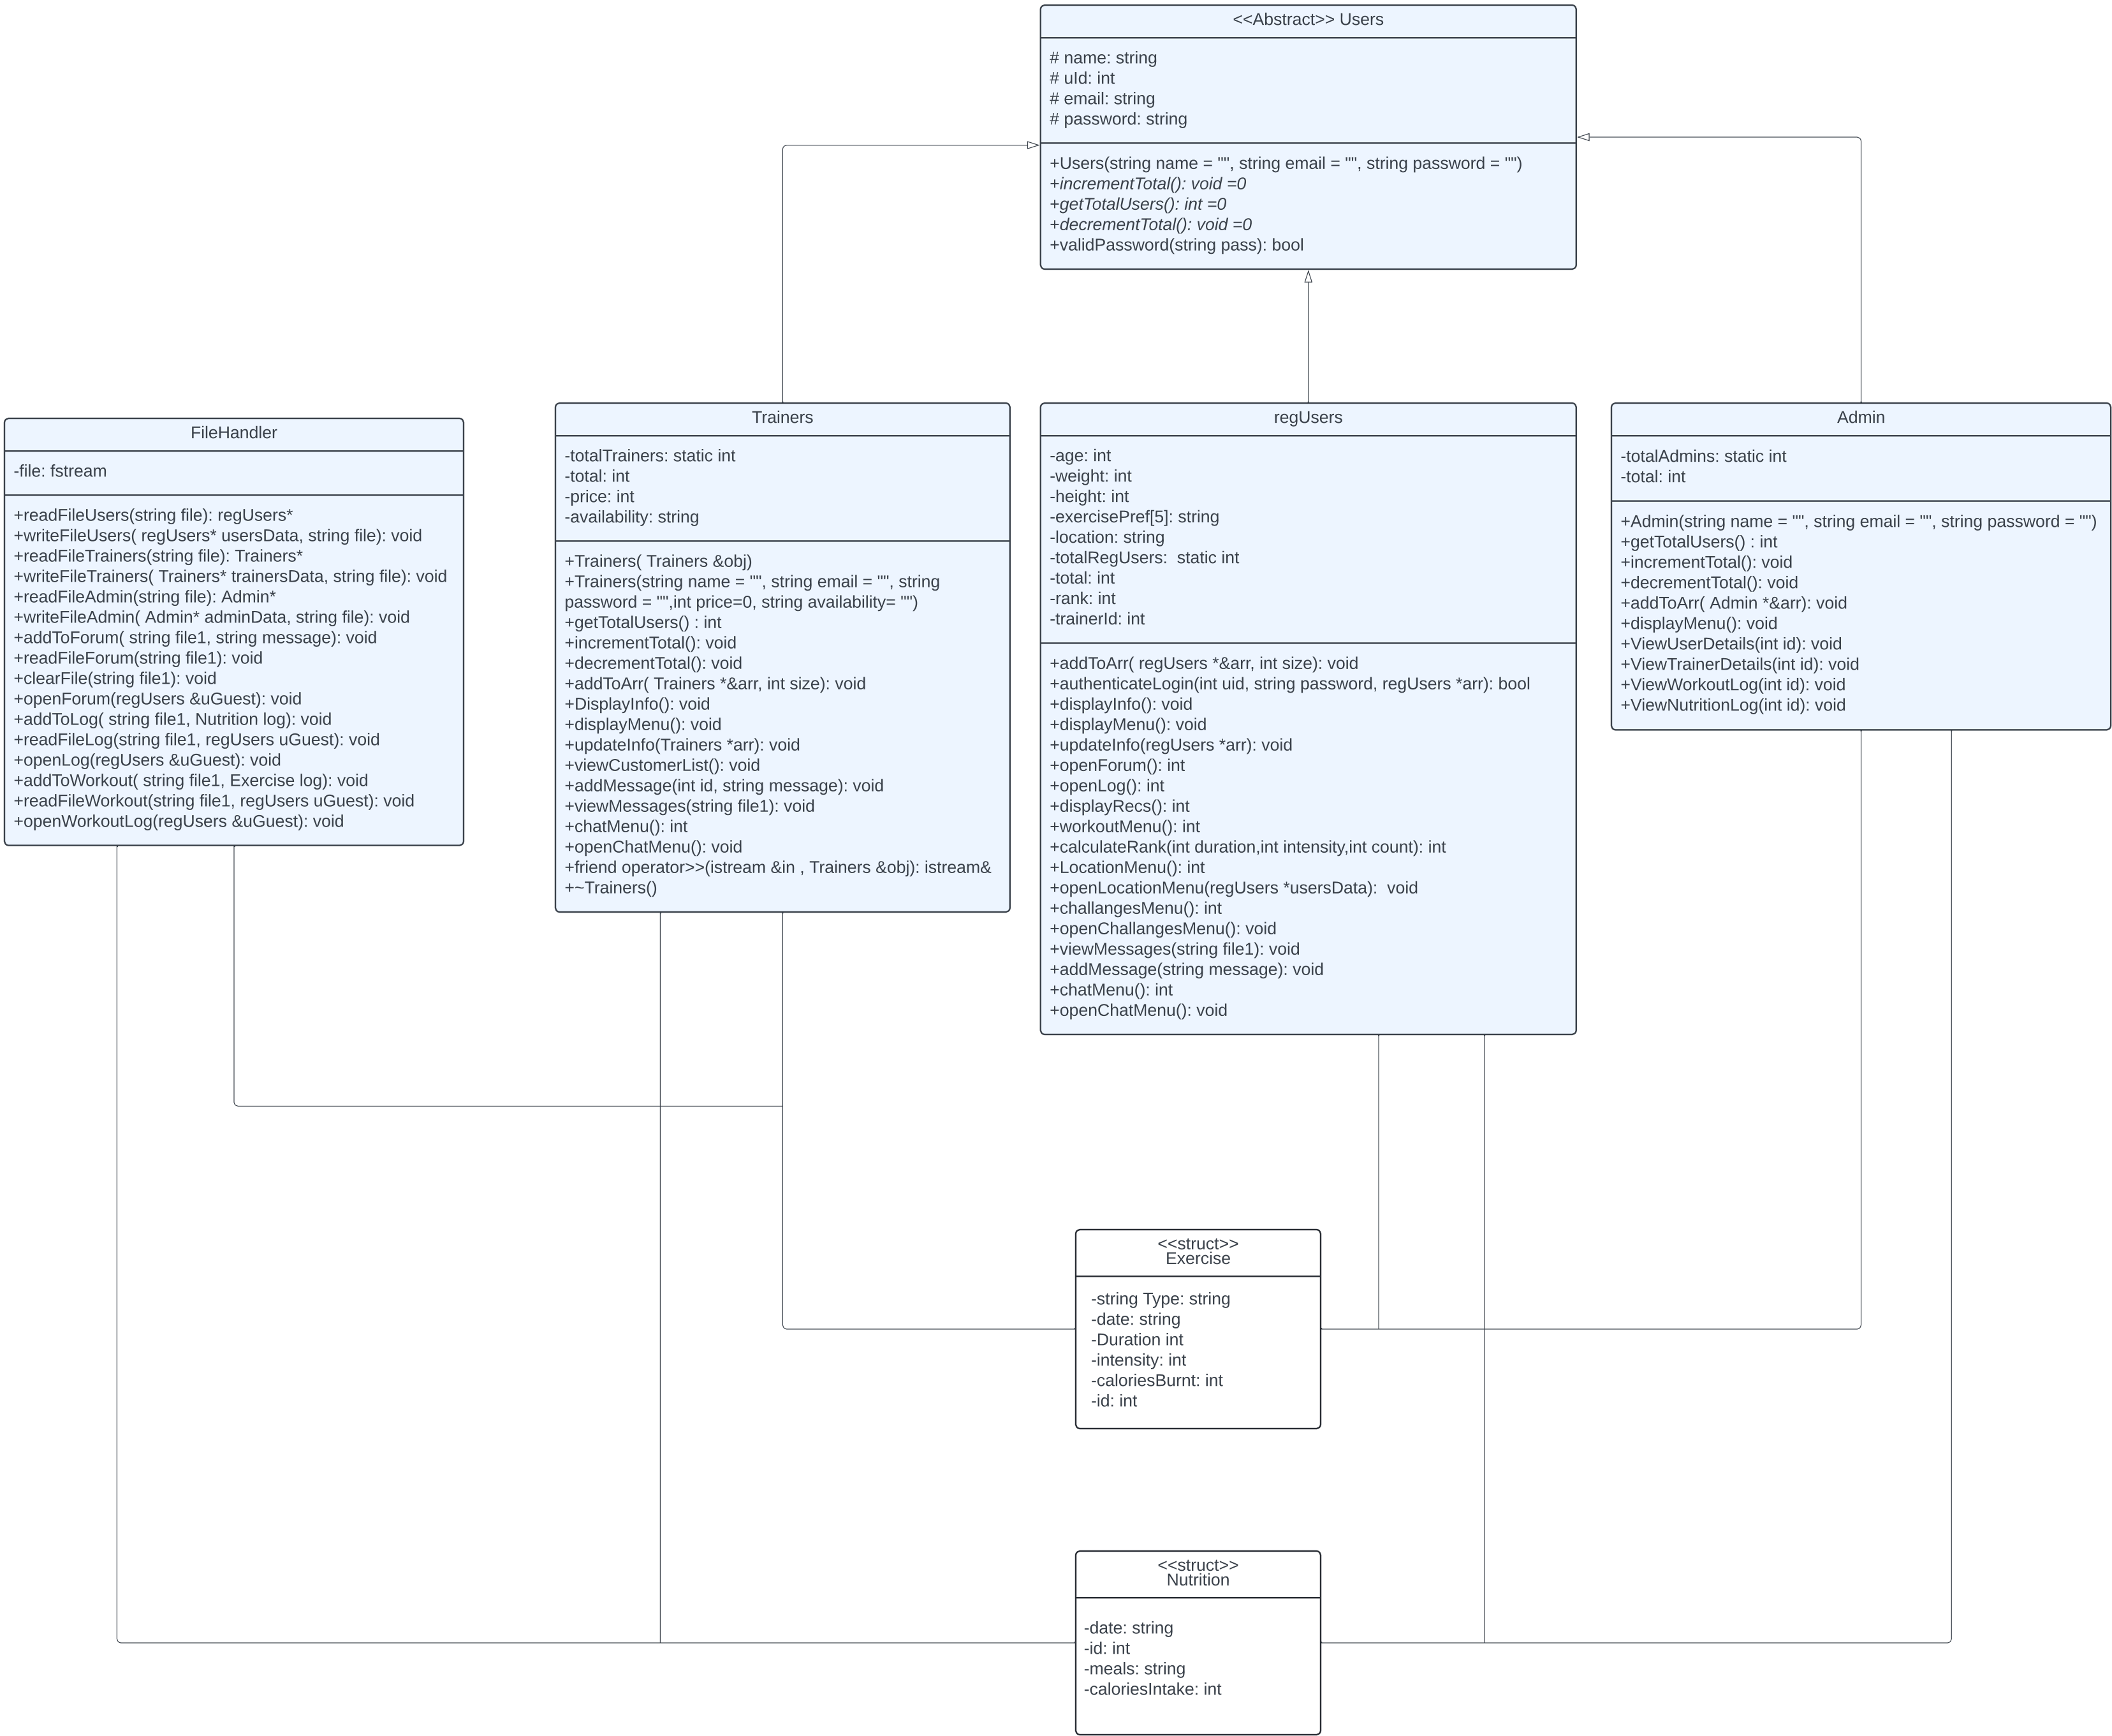 <<Abstract>> Users
# name: string
# uId: int
# email: string
# password: string
+Users(string name = "", string email = "", string password = "")
+incrementTotal(): void =0
+getTotalUsers(): int =0
+decrementTotal(): void =0
+validPassword(string pass): bool
FileHandler
-file: fstream
+readFileUsers(string file): regUsers*
+writeFileUsers( regUsers* usersData, string file): void
+readFileTrainers(string file): Trainers*
+writeFileTrainers( Trainers* trainersData, string file): void
+readFileAdmin(string file): Admin*
+writeFileAdmin( Admin* adminData, string file): void
+addToForum( string file1, string message): void
+readFileForum(string file1): void
+clearFile(string file1): void
+openForum(regUsers &uGuest): void
+addToLog( string file1, Nutrition log): void
+readFileLog(string file1, regUsers uGuest): void
+openLog(regUsers &uGuest): void
+addToWorkout( string file1, Exercise log): void
+readFileWorkout(string file1, regUsers uGuest): void
+openWorkoutLog(regUsers &uGuest): void
Trainers
-totalTrainers: static int
-total: int
-price: int
-availability: string
+Trainers( Trainers &obj)
+Trainers(string name = "", string email = "", string
password = "",int price=0, string availability= "")
+getTotalUsers() : int
+incrementTotal(): void
+decrementTotal(): void
+addToArr( Trainers *&arr, int size): void
+DisplayInfo(): void
+displayMenu(): void
+updateInfo(Trainers *arr): void
+viewCustomerList(): void
+addMessage(int id, string message): void
+viewMessages(string file1): void
+chatMenu(): int
+openChatMenu(): void
+friend operator>>(istream &in , Trainers &obj): istream&
+~Trainers()
regUsers
-age: int
-weight: int
-height: int
-exercisePref[5]: string
-location: string
-totalRegUsers:  static int
-total: int
-rank: int
-trainerId: int
+addToArr( regUsers *&arr, int size): void
+authenticateLogin(int uid, string password, regUsers *arr): bool
+displayInfo(): void
+displayMenu(): void
+updateInfo(regUsers *arr): void
+openForum(): int
+openLog(): int
+displayRecs(): int
+workoutMenu(): int
+calculateRank(int duration,int intensity,int count): int
+LocationMenu(): int
+openLocationMenu(regUsers *usersData):  void
+challangesMenu(): int
+openChallangesMenu(): void
+viewMessages(string file1): void
+addMessage(string message): void
+chatMenu(): int
+openChatMenu(): void
Admin
-totalAdmins: static int
-total: int
+Admin(string name = "", string email = "", string password = "")
+getTotalUsers() : int
+incrementTotal(): void
+decrementTotal(): void
+addToArr( Admin *&arr): void
+displayMenu(): void
+ViewUserDetails(int id): void
+ViewTrainerDetails(int id): void
+ViewWorkoutLog(int id): void
+ViewNutritionLog(int id): void
<<struct>>
Exercise
-string Type: string
-date: string
-Duration int
-intensity: int
-caloriesBurnt: int
-id: int
<<struct>>
Nutrition
-date: string
-id: int
-meals: string
-caloriesIntake: int